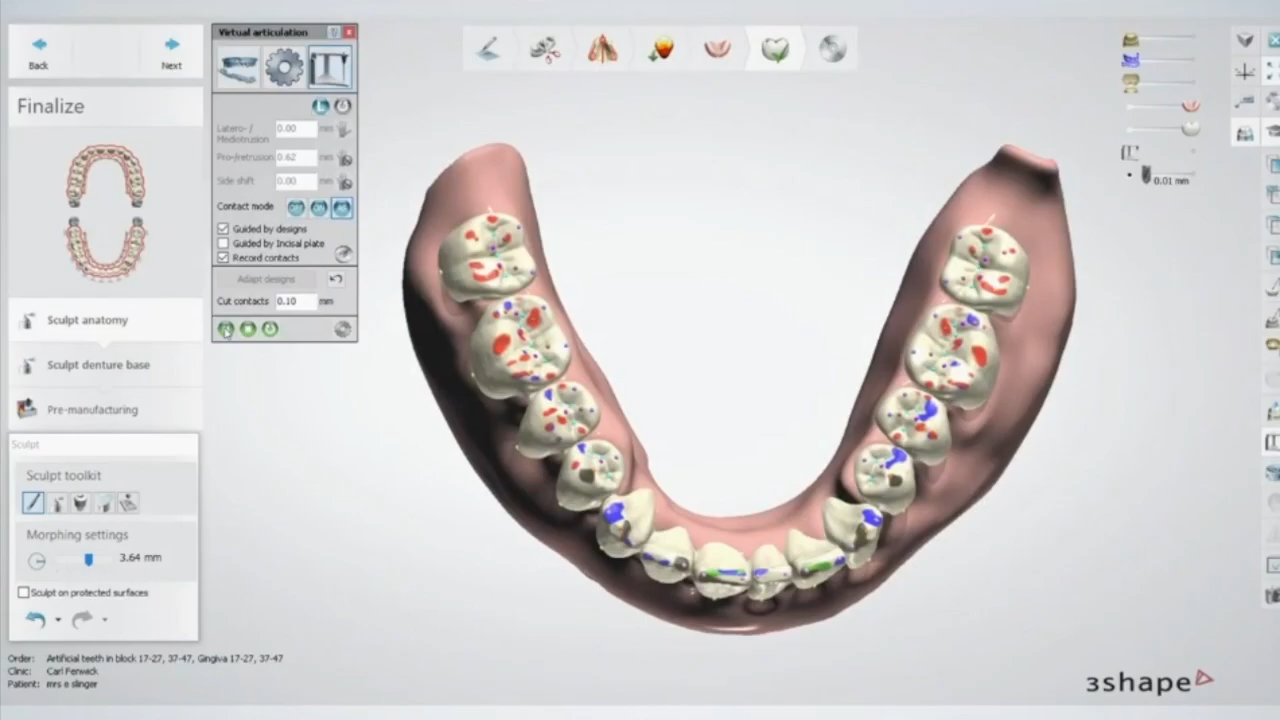 Back
Next
Finalize
Sculpt anatomy
Sculpt denture base
Pre-manufacturing
Sculpt
Sculpt toolkit
Morphing settings
3.64 mm
Sculpt on protected surfaces
Order: Artificial teeth in block 17-27, 37-47, Gingiva 17-27, 37-47
Clinic: Carl Fenwick
Patient: mrs e slinger
Virtual articulation
Latero- / 0.00 mm
Mediotrusion
Pro-/retrusion 0.62 mm
Side shift 0.00 mm
Contact mode
Guided by designs
Guided by Incisal plate
Record contacts
Adapt designs
Cut contacts 0.10 mm
0.01 mm
3shape